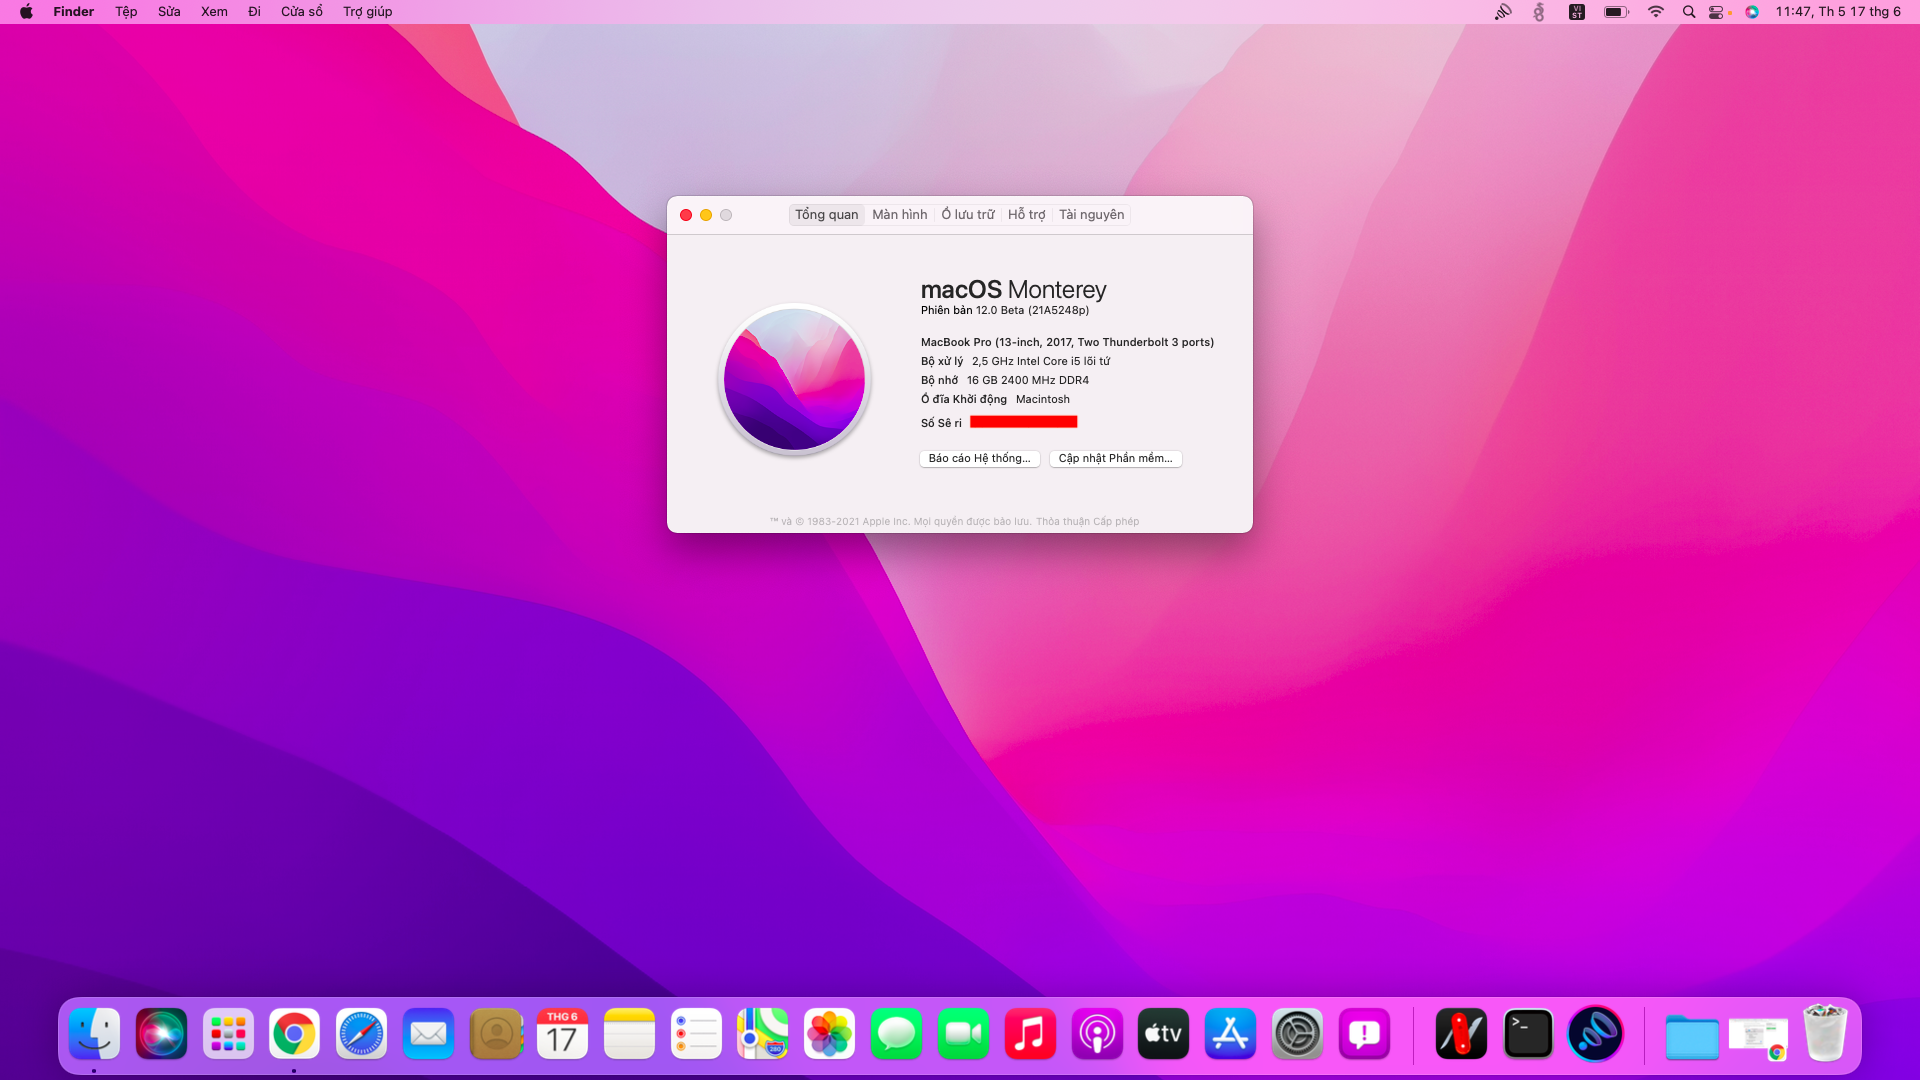 Finder Tệp Sửa Xem Đi Cửa sổ Trợ giúp
VI
ST
11:47, Th 5 17 thg 6
Tổng quan Màn hình Ổ lưu trữ Hỗ trợ Tài nguyên
macOS Monterey
Phiên bản 12.0 Beta (21A5248p)
MacBook Pro (13-inch, 2017, Two Thunderbolt 3 ports)
Bộ xử lý 2,5 GHz Intel Core i5 lõi tứ
Bộ nhớ 16 GB 2400 MHz DDR4
Ổ đĩa Khởi động Macintosh
Số Sê ri
Báo cáo Hệ thống... Cập nhật Phần mềm...
™ và © 1983-2021 Apple Inc. Mọi quyền được bảo lưu. Thỏa thuận Cấp phép
THG 6
17
280
tv
>_